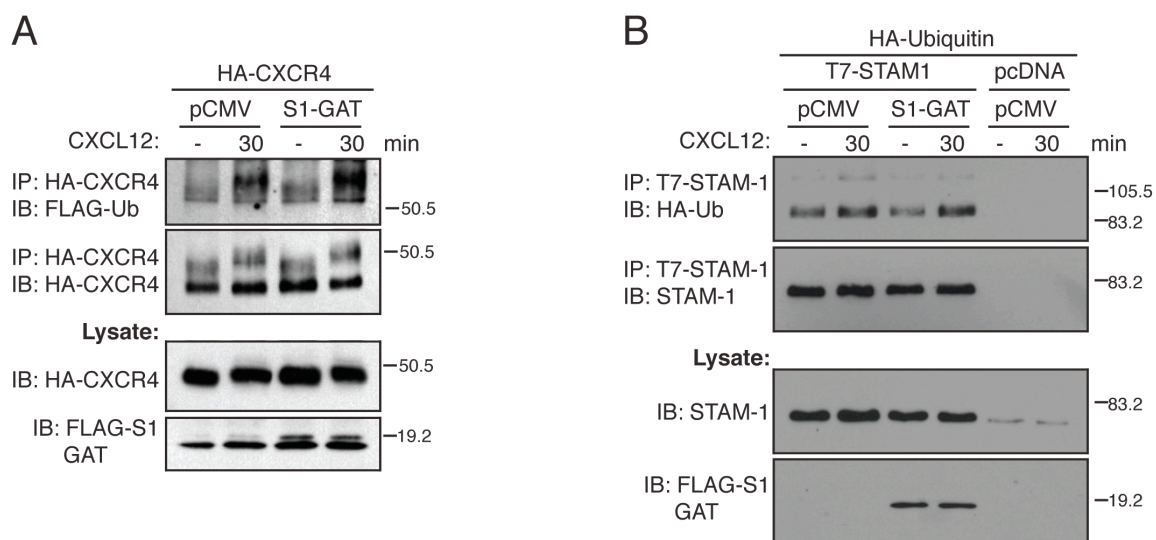 A
HA-CXCR4
pCMV S1-GAT
CXCL12: - 30 - 30 min
IP: HA-CXCR4
IB: FLAG-Ub
50.5
IP: HA-CXCR4
IB: HA-CXCR4
50.5
Lysate:
IB: HA-CXCR4
50.5
IB: FLAG-S1
GAT
19.2
B
HA-Ubiquitin
T7-STAM1 pcDNA
pCMV S1-GAT pCMV
CXCL12: - 30 - 30 - 30 min
IP: T7-STAM-1
IB: HA-Ub
105.5
83.2
IP: T7-STAM-1
IB: STAM-1
83.2
Lysate:
IB: STAM-1
83.2
IB: FLAG-S1
GAT
19.2